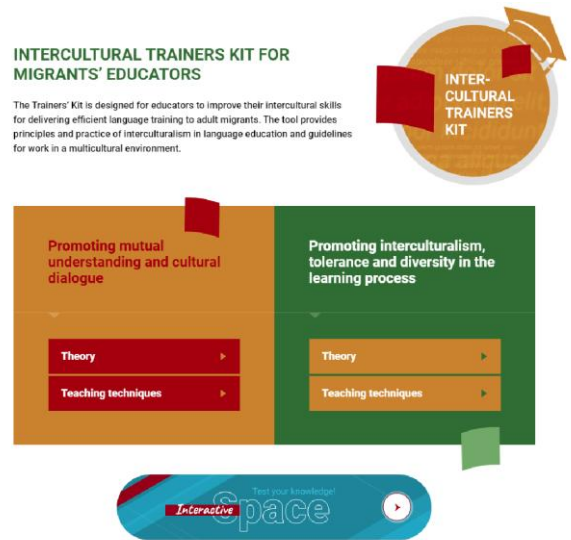 INTERCULTURAL TRAINERS KIT FOR
MIGRANTS' EDUCATORS
The Trainers' Kit is designed for educators to improve their intercultural skills
for delivering efficient language training to adult migrants. The tool provides
principles and practice of interculturalism in language education and guidelines
for work in a multicultural environment.
INTER-
CULTURAL
TRAINERS
KIT
Promoting mutual
understanding and cultural
dialogue
Theory
Teaching techniques
Promoting interculturalism,
tolerance and diversity in the
learning process
Theory
Teaching techniques
Test your knowledge!
Interactive
Space